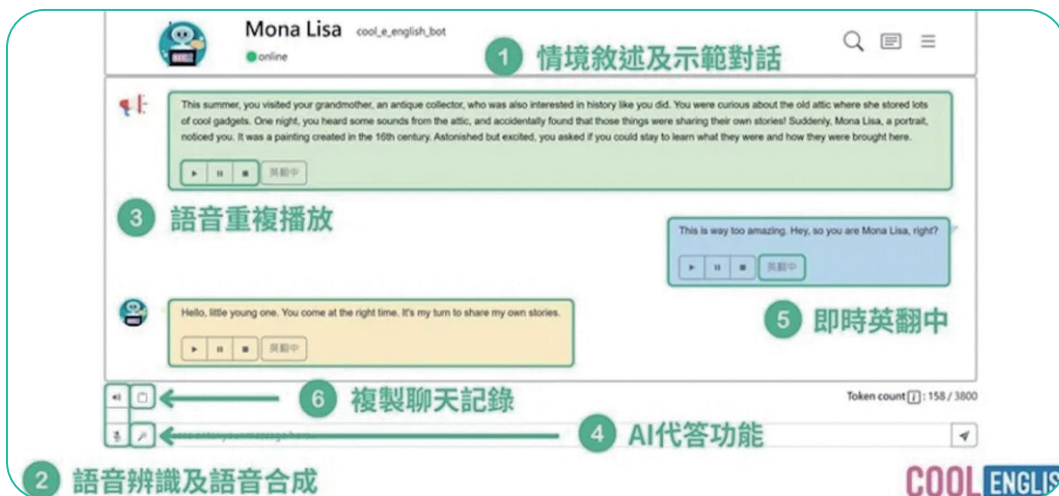 Mona Lisa cool_e_english_bot
online
1 情境敘述及示範對話
This summer, you visited your grandmother, an antique collector, who was also interested in history like you did. You were curious about the old attic where she stored lots
of cool gadgets. One night, you heard some sounds from the attic, and accidentally found that those things were sharing their own stories! Suddenly, Mona Lisa, a portrait,
noticed you. It was a painting created in the 16th century. Astonished but excited, you asked if you could stay to learn what they were and how they were brought here.
英翻中
3 語音重複播放
This is way too amazing. Hey, so you are Mona Lisa, right?
英翻中
5 即時英翻中
Hello, little young one. You come at the right time. It's my turn to share my own stories.
英翻中
6 複製聊天記錄
Token count i : 158 / 3800
4 AI代答功能
2 語音辨識及語音合成
COOL ENGLIS